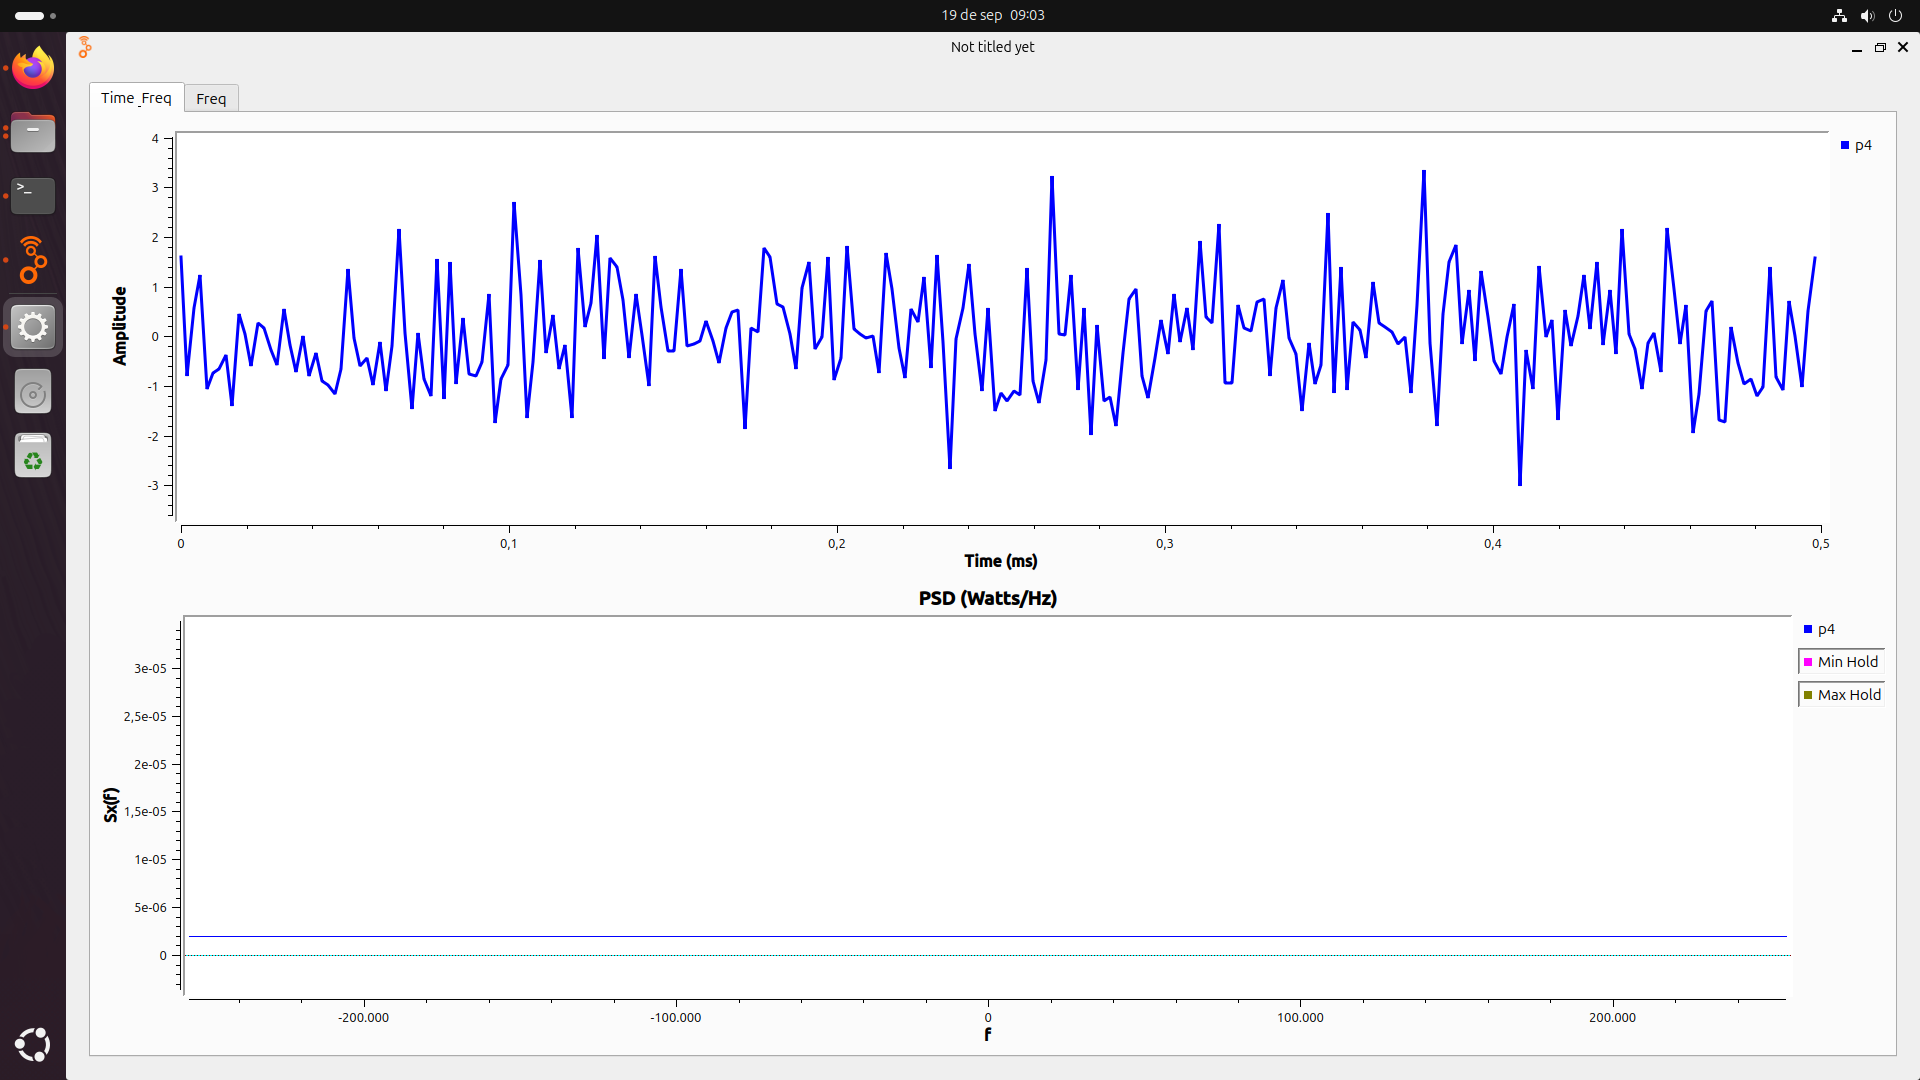 19 de sep 09:03
Not titled yet
Time_Freq
Freq
4
3
2
1
0
-1
-2
-3
Amplitude
p4
0
0,1
0,2
0,3
0,4
0,5
Time (ms)
PSD (Watts/Hz)
3e-05
2,5e-05
2e-05
1,5e-05
1e-05
5e-06
0
Sx(f)
p4
Min Hold
Max Hold
-200.000
-100.000
0
100.000
200.000
f